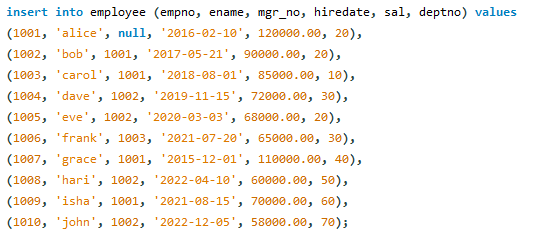 insert into employee (empno, ename, mgr_no, hiredate, sal, deptno) values
(1001, 'alice', null, '2016-02-10', 120000.00, 20),
(1002, 'bob', 1001, '2017-05-21', 90000.00, 20),
(1003, 'carol', 1001, '2018-08-01', 85000.00, 10),
(1004, 'dave', 1002, '2019-11-15', 72000.00, 30),
(1005, 'eve', 1002, '2020-03-03', 68000.00, 20),
(1006, 'frank', 1003, '2021-07-20', 65000.00, 30),
(1007, 'grace', 1001, '2015-12-01', 110000.00, 40),
(1008, 'hari', 1002, '2022-04-10', 60000.00, 50),
(1009, 'isha', 1001, '2021-08-15', 70000.00, 60),
(1010, 'john', 1002, '2022-12-05', 58000.00, 70);